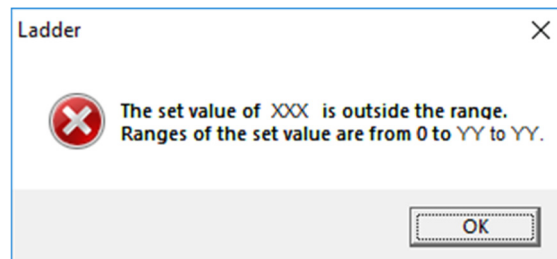 Ladder
The set value of XXX is outside the range.
Ranges of the set value are from 0 to YY to YY.
OK